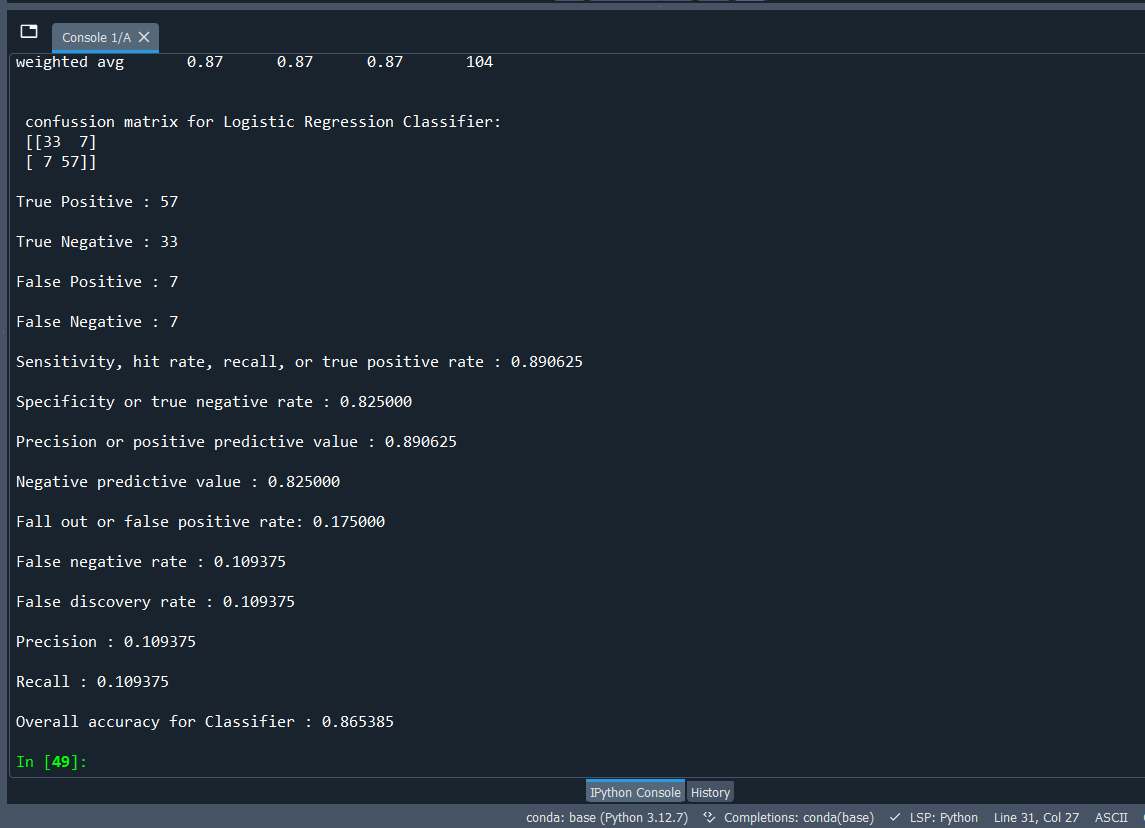 Console 1/A
weighted avg       0.87      0.87      0.87       104
confussion matrix for Logistic Regression Classifier:
[[33  7]
[ 7 57]]
True Positive : 57
True Negative : 33
False Positive : 7
False Negative : 7
Sensitivity, hit rate, recall, or true positive rate : 0.890625
Specificity or true negative rate : 0.825000
Precision or positive predictive value : 0.890625
Negative predictive value : 0.825000
Fall out or false positive rate: 0.175000
False negative rate : 0.109375
False discovery rate : 0.109375
Precision : 0.109375
Recall : 0.109375
Overall accuracy for Classifier : 0.865385
In [49]:
IPython Console History
conda: base (Python 3.12.7) Completions: conda(base) LSP: Python Line 31, Col 27 ASCII